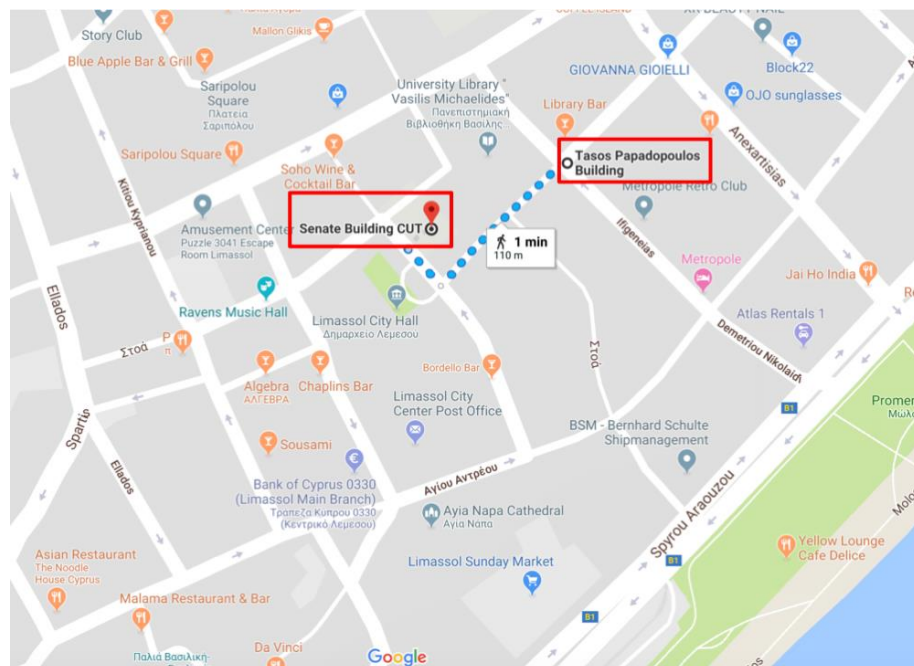 Story Club
Mallon Glikis
Blue Apple Bar & Grill
GIOVANNA GIOIELLI
Block22
Saripolou
Square
Πλατεία
Σαριπόλου
University Library "
Vasilis Michaelides"
Πανεπιστημιακή
Βιβλιοθήκη Βασίλης...
OJO sunglasses
Library Bar
Anexartisias
Saripolou Square
Soho Wine &
Cocktail Bar
Tasos Papadopoulos
Building
Metropole Retro Club
Kitiou Kyprianou
Amusement Center
Puzzle 3041 Escape
Room Limassol
Senate Building CUT
1 min
110 m
Ifigeneias
Metropole
Jai Ho India
Ellados
Ravens Music Hall
Limassol City Hall
Δημαρχείο Λεμεσού
Atlas Rentals 1
Στοά
Στοά
Demetriou Nikolaidi
Bordello Bar
Algebra
ΑΛΓΕΒΡΑ
Chaplins Bar
Limassol City
Center Post Office
B1
Promer
Spartis
Sousami
BSM - Bernhard Schulte
Shipmanagement
Ellados
Bank of Cyprus 0330
(Limassol Main Branch)
Τράπεζα Κύπρου 0330
(Κεντρικό Λεμεσού)
Αγίου Αντρέου
Ayia Napa Cathedral
Αγία Νάπα
Spyrou Araouzou
Molo
Asian Restaurant
The Noodle
House Cyprus
Limassol Sunday Market
B1
Yellow Lounge
Cafe Delice
Malama Restaurant & Bar
B1
Da Vinci
Παλιά Βασιλική-
Google